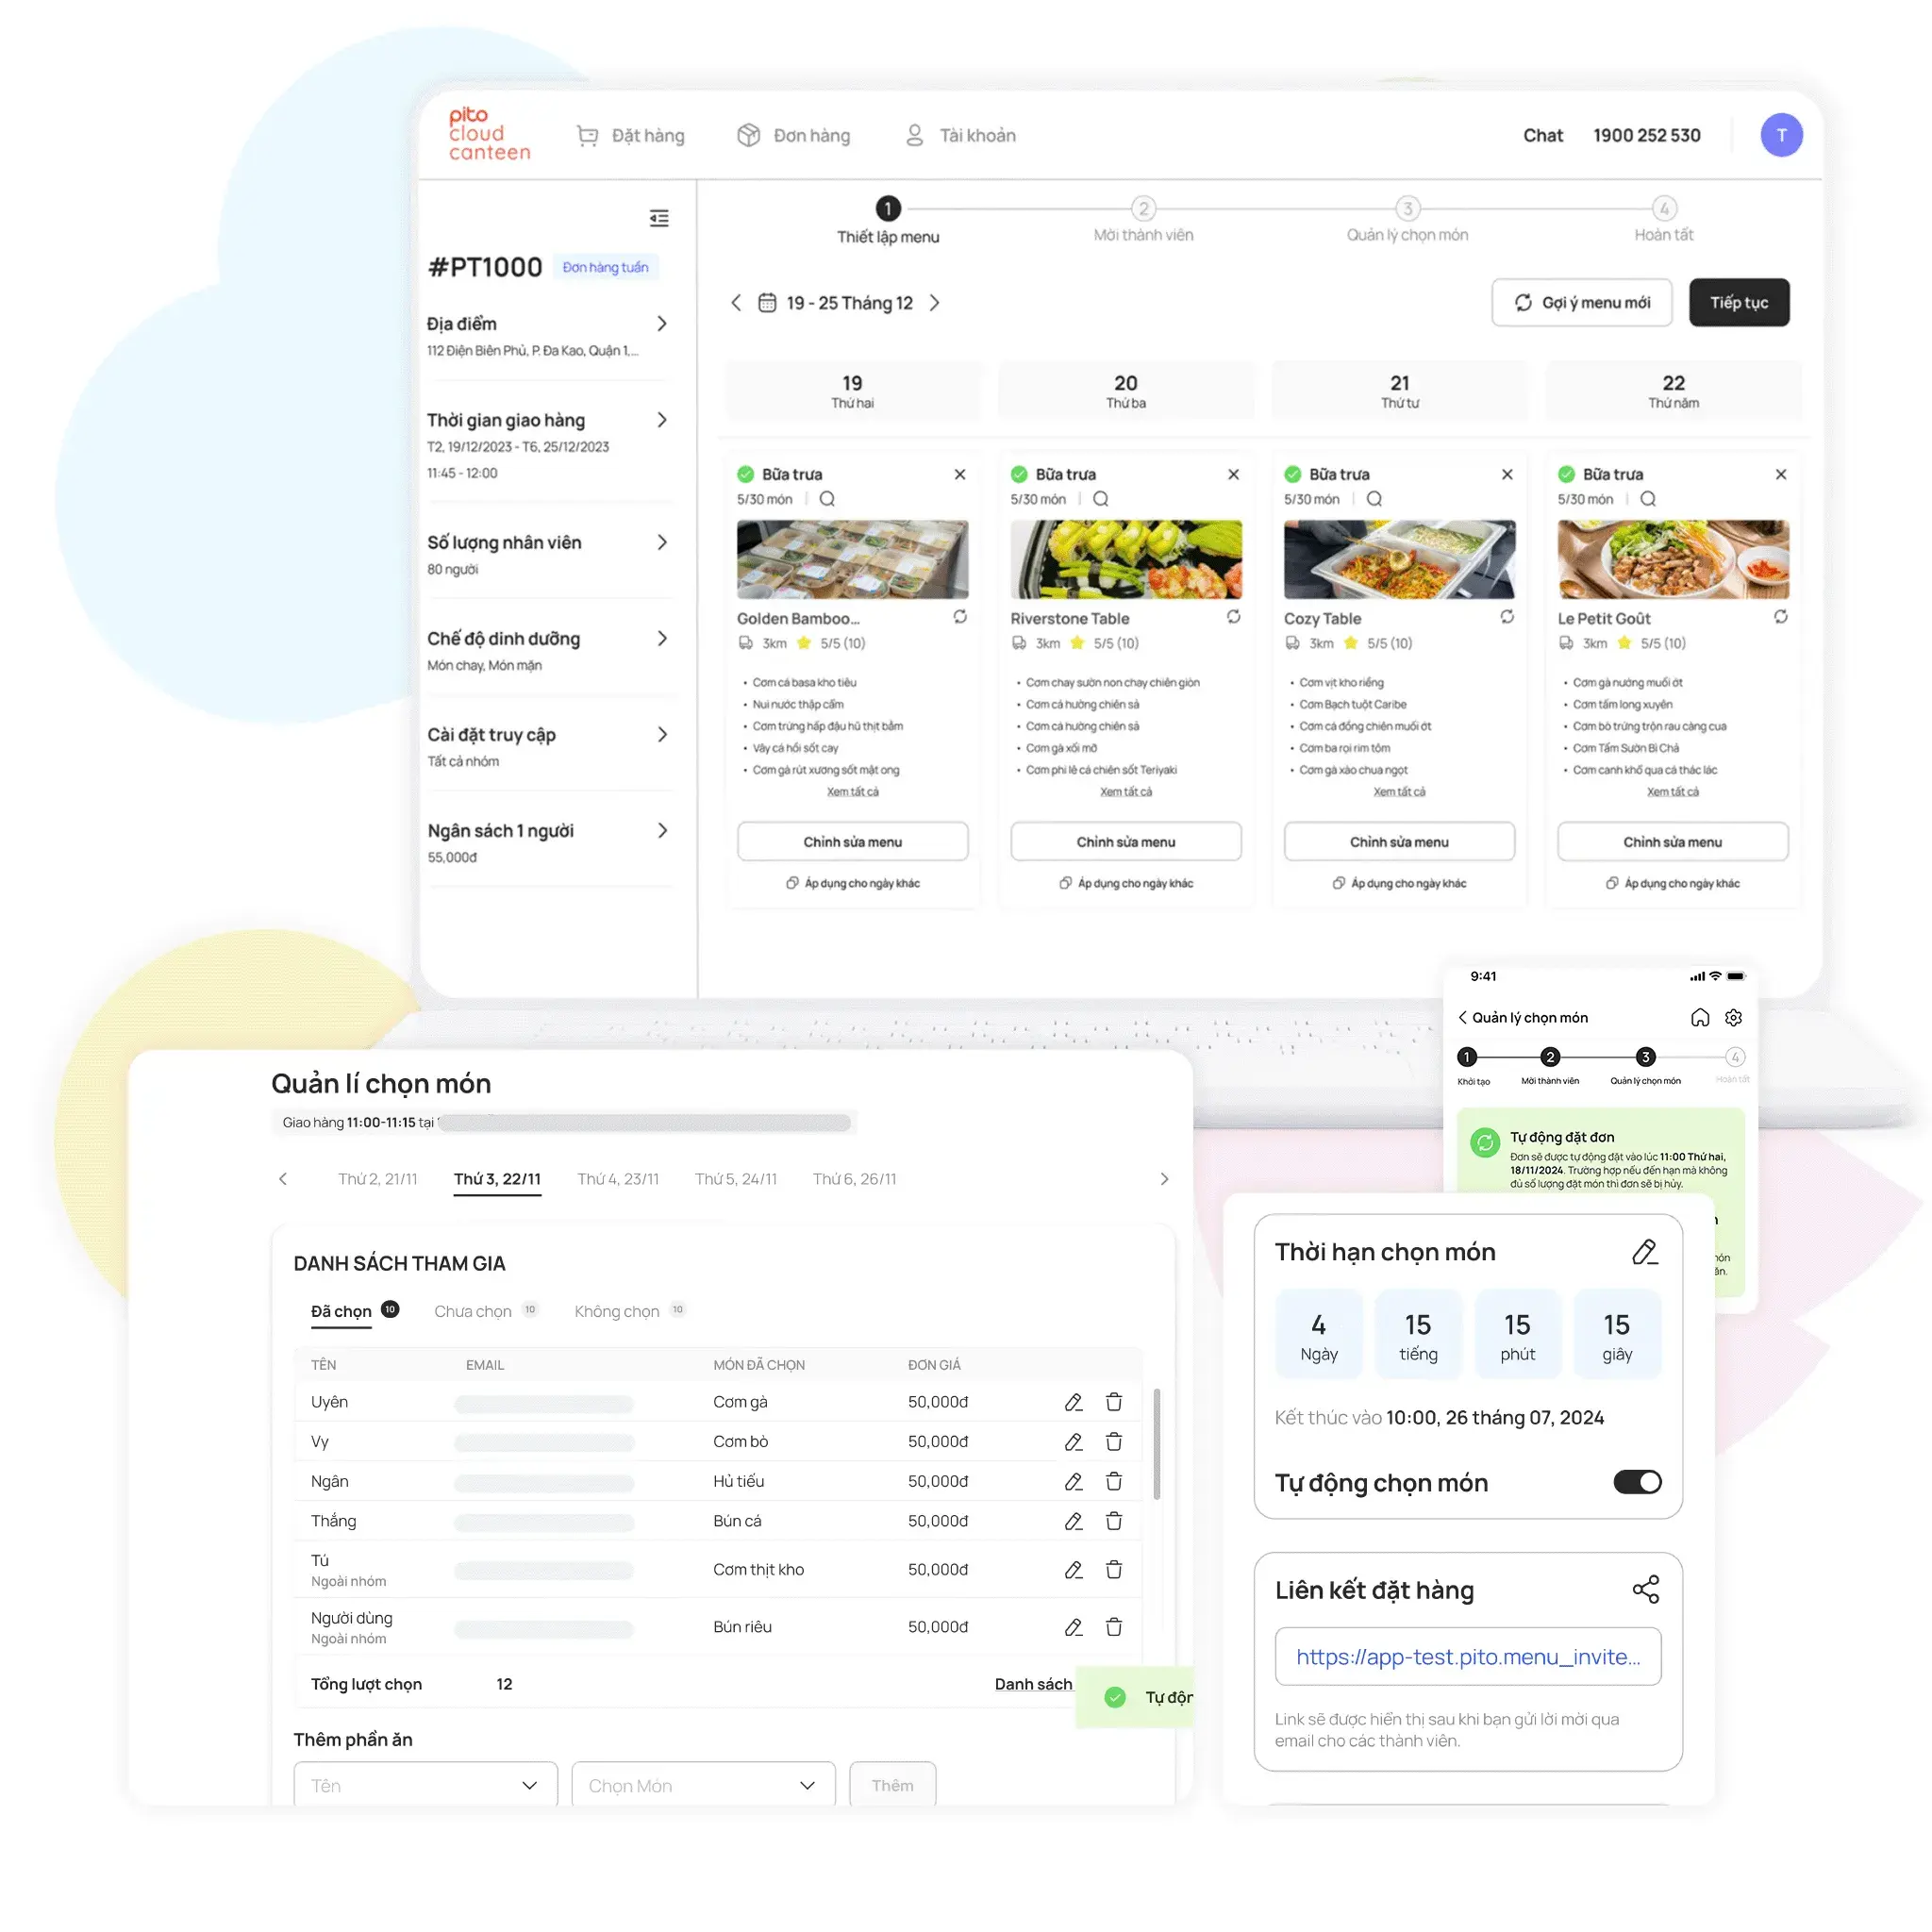 pito
cloud
canteen
Đặt hàng
Đơn hàng
Tài khoản
Chat
1900 252 530
T
1
2
3
4
Thiết lập menu
Mời thành viên
Quản lý chọn món
Hoàn tất
#PT1000
Đơn hàng tuần
Địa điểm
112 Điện Biên Phủ, P. Đa Kao, Quận 1,...
Thời gian giao hàng
T2, 19/12/2023 - T6, 25/12/2023
11:45 - 12:00
Số lượng nhân viên
80 người
Chế độ dinh dưỡng
Món chay, Món mặn
Cài đặt truy cập
Tất cả nhóm
Ngân sách 1 người
55,000đ
19 - 25 Tháng 12
Gợi ý menu mới
Tiếp tục
19
Thứ hai
20
Thứ ba
21
Thứ tư
22
Thứ năm
Bữa trưa
5/30 món
Golden Bamboo...
3km
5/5 (10)
• Cơm cá basa kho tiêu
• Nui nước thập cẩm
• Cơm trứng hấp đậu hũ thịt bằm
• Vây cá hồi sốt cay
• Cơm gà rút xương sốt mật ong
Xem tất cả
Chỉnh sửa menu
Áp dụng cho ngày khác
Bữa trưa
5/30 món
Riverstone Table
3km
5/5 (10)
• Cơm chay sườn non chay chiên giòn
• Cơm cá hường chiên sả
• Cơm cá hường chiên sả
• Cơm gà xối mỡ
• Cơm phi lê cá chiên sốt Teriyaki
Xem tất cả
Chỉnh sửa menu
Áp dụng cho ngày khác
Bữa trưa
5/30 món
Cozy Table
3km
5/5 (10)
• Cơm vịt kho riềng
• Cơm Bạch tuột Caribe
• Cơm cá đồng chiên muối ớt
• Cơm ba rọi rim tôm
• Cơm gà xào chua ngọt
Xem tất cả
Chỉnh sửa menu
Áp dụng cho ngày khác
Bữa trưa
5/30 món
Le Petit Goût
3km
5/5 (10)
• Cơm gà nướng muối ớt
• Cơm tấm long xuyên
• Cơm bò trứng trộn rau càng cua
• Cơm Tấm Sườn Bì Chả
• Cơm canh khổ qua cá thác lác
Xem tất cả
Chỉnh sửa menu
Áp dụng cho ngày khác
9:41
Quản lý chọn món
1
2
3
4
Khởi tạo
Mời thành viên
Quản lý chọn món
Hoàn tất
Tự động đặt đơn
Đơn sẽ được tự động đặt vào lúc 11:00 Thứ hai,
18/11/2024. Trường hợp nếu đến hạn mà không
đủ số lượng đặt món thì đơn sẽ bị hủy.
Quản lí chọn món
Giao hàng 11:00-11:15 tại
Thứ 2, 21/11
Thứ 3, 22/11
Thứ 4, 23/11
Thứ 5, 24/11
Thứ 6, 26/11
DANH SÁCH THAM GIA
Đã chọn 10
Chưa chọn 10
Không chọn 10
TÊN EMAIL MÓN ĐÃ CHỌN ĐƠN GIÁ
Uyên Cơm gà 50,000đ
Vy Cơm bò 50,000đ
Ngân Hủ tiếu 50,000đ
Thắng Bún cá 50,000đ
Tú
Ngoài nhóm
Cơm thịt kho 50,000đ
Người dùng
Ngoài nhóm
Bún riêu 50,000đ
Tổng lượt chọn 12
Danh sách
Tự độn
Thêm phần ăn
Tên
Chọn Món
Thêm
Thời hạn chọn món
4
Ngày
15
tiếng
15
phút
15
giây
Kết thúc vào 10:00, 26 tháng 07, 2024
Tự động chọn món
Liên kết đặt hàng
https://app-test.pito.menu_invite...
Link sẽ được hiển thị sau khi bạn gửi lời mời qua
email cho các thành viên.